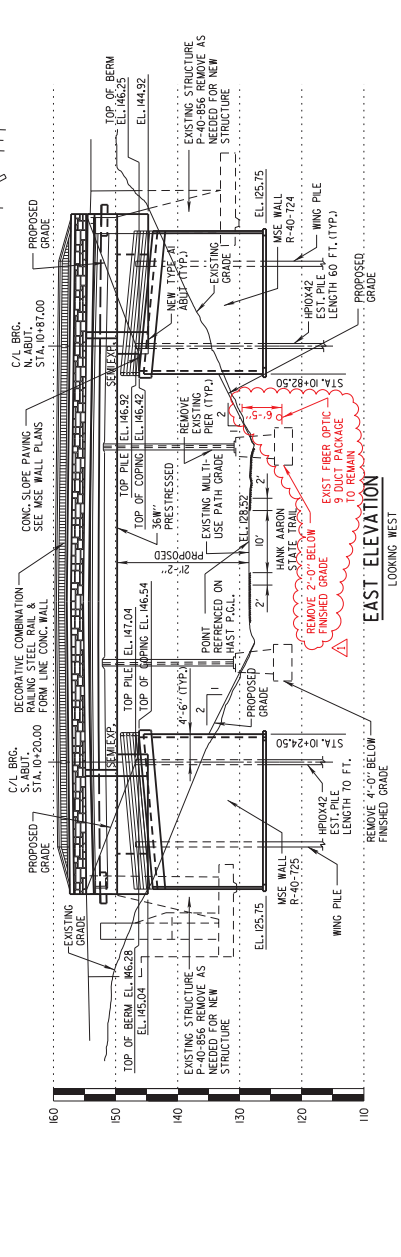 160
150
140
130
120
110
EXISTING
GRADE
TOP OF BERM EL. 146.28
EL. 145.04
EXISTING STRUCTURE
P-40-856 REMOVE AS
NEEDED FOR NEW
STRUCTURE
PROPOSED
GRADE
C/L BRG.
S. ABUT.
STA. 10+20.00
EL. 125.75
MSE WALL
R-40-725
WING PILE
HP10X42
EST. PILE
LENGTH 70 FT.
STA. 10+24.50
REMOVE 4'-0" BELOW
FINISHED GRADE
DECORATIVE COMBINATION
RAILING STEEL RAIL &
FORM LINE CONC. WALL
SEMI EXP.
TOP PILE EL. 147.04
TOP OF COPING EL. 146.54
4'-6" (TYP.)
1
2
PROPOSED
GRADE
36W"
PRESTRESSED
21'-2"
PROPOSED
POINT
REFRENCED ON
HAST P.G.L.
2'
10'
2'
HANK AARON
STATE TRAIL
EL. 128.52
EXISTING MULTI-
USE PATH GRADE
REMOVE
EXISTING
PIER (TYP.)
CONC. SLOPE PAVING
SEE MSE WALL PLANS
TOP PILE EL. 146.92
TOP OF COPING EL. 146.42
SEMI EXP.
C/L BRG.
N. ABUT.
STA. 10+87.00
NEW TYPE A1
ABUT (TYP.)
PROPOSED
GRADE
TOP OF BERM
EL. 146.25
EL. 144.92
EXISTING STRUCTURE
P-40-856 REMOVE AS
NEEDED FOR NEW
STRUCTURE
EXISTING
GRADE
EL. 125.75
MSE WALL
R-40-724
WING PILE
HP10X42
EST. PILE
LENGTH 60 FT. (TYP.)
PROPOSED
GRADE
STA. 10+82.50
2
6'-5"
REMOVE 2'-0" BELOW
FINISHED GRADE
EXIST FIBER OPTIC
9 DUCT PACKAGE
TO REMAIN
1
EAST ELEVATION
LOOKING WEST